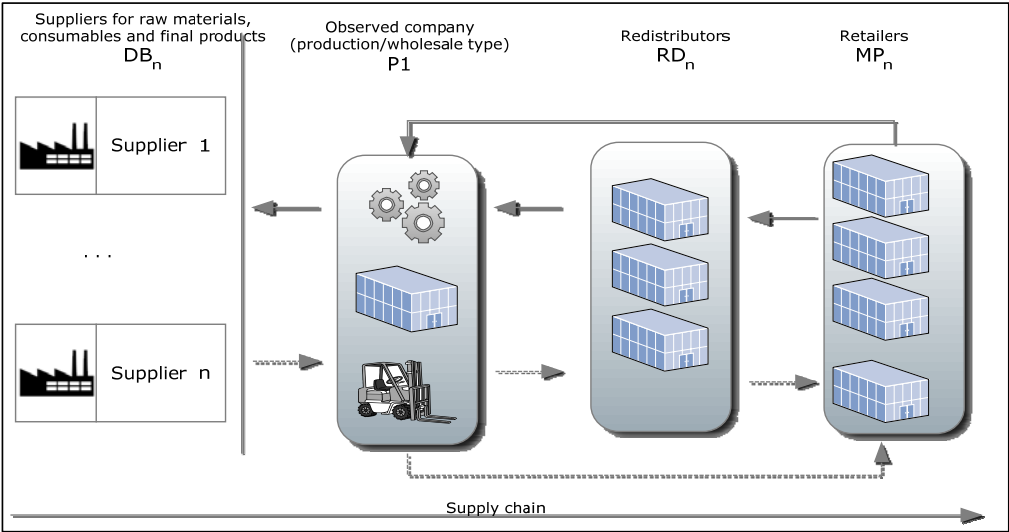 Suppliers for raw materials,
consumables and final products
DBn
Observed company
(production/wholesale type)
P1
Redistributors
RDn
Retailers
MPn
Supplier 1
. . .
Supplier n
Supply chain